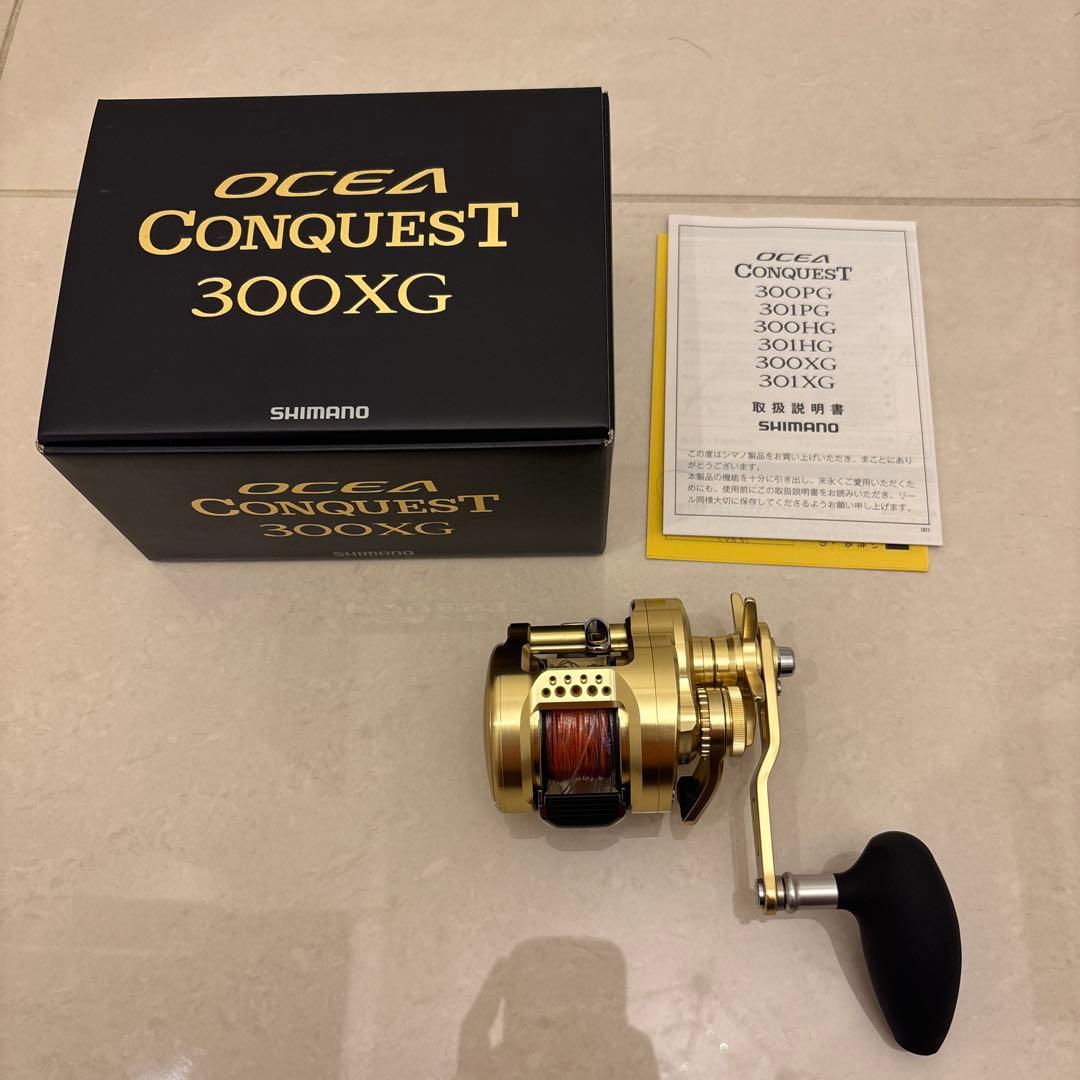 OCEA
CONQUEST
300XG
SHIMANO
OCEA
CONQUEST
300XG
SHIMANO
OCEA
CONQUEST
300PG
301PG
300HG
301HG
300XG
301XG
取扱説明書
SHIMANO
この度はシマノ製品をお買い上げいただき、まことにあり
がとうございます。
本製品の機能を十分に引き出し、末永くご愛用いただくた
めにも、使用前にこの取扱説明書をお読みいただき、リー
ル同様大切に保存してくださるようお願い申し上げます。
001